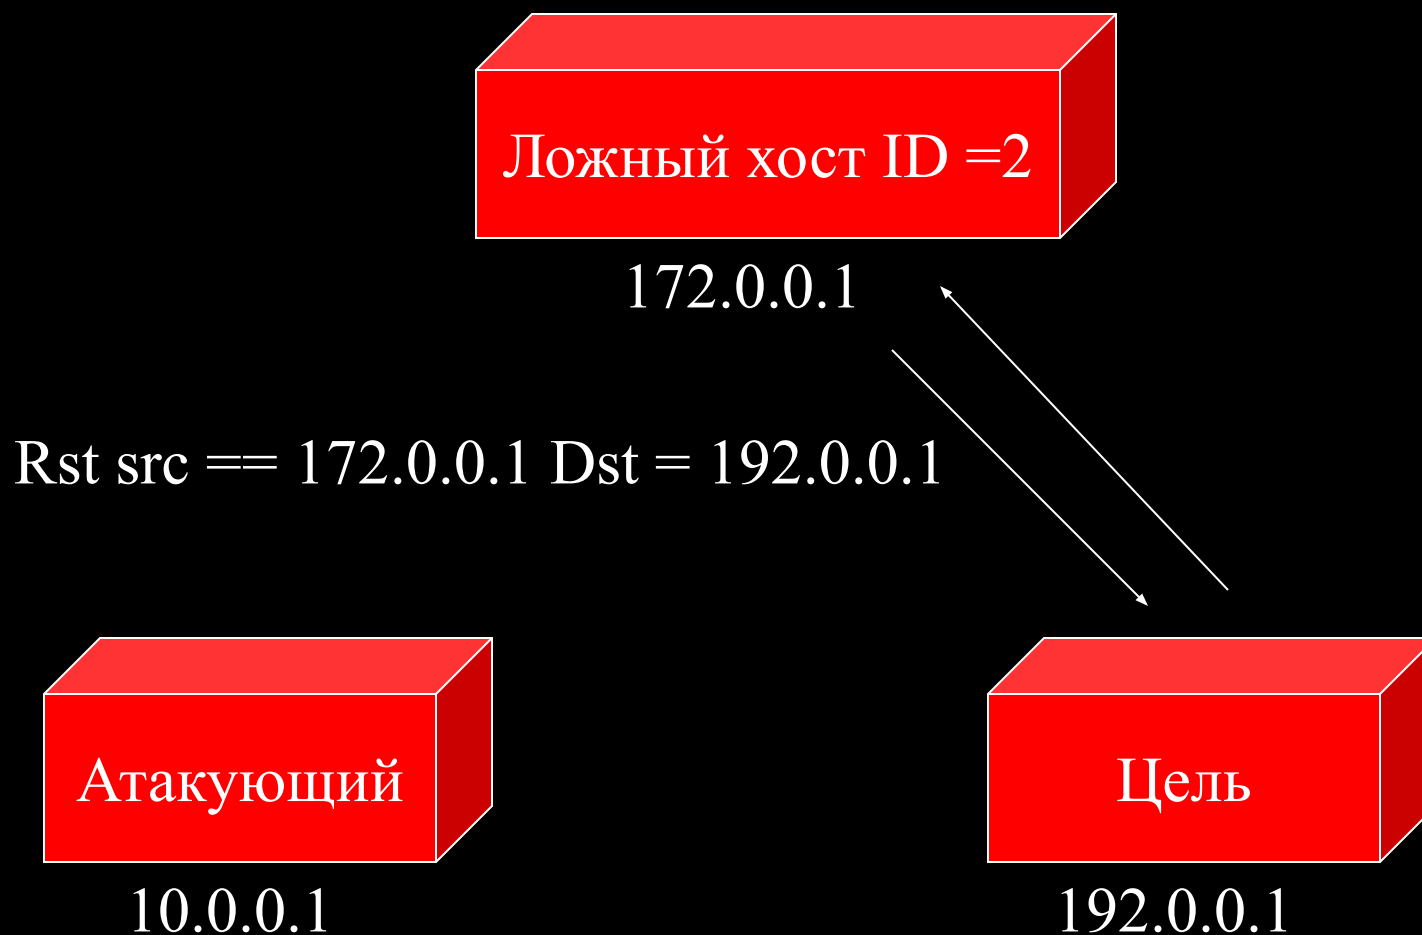 Ложный хост ID =2
172.0.0.1
Rst src == 172.0.0.1 Dst = 192.0.0.1
Атакующий
Цель
10.0.0.1
192.0.0.1